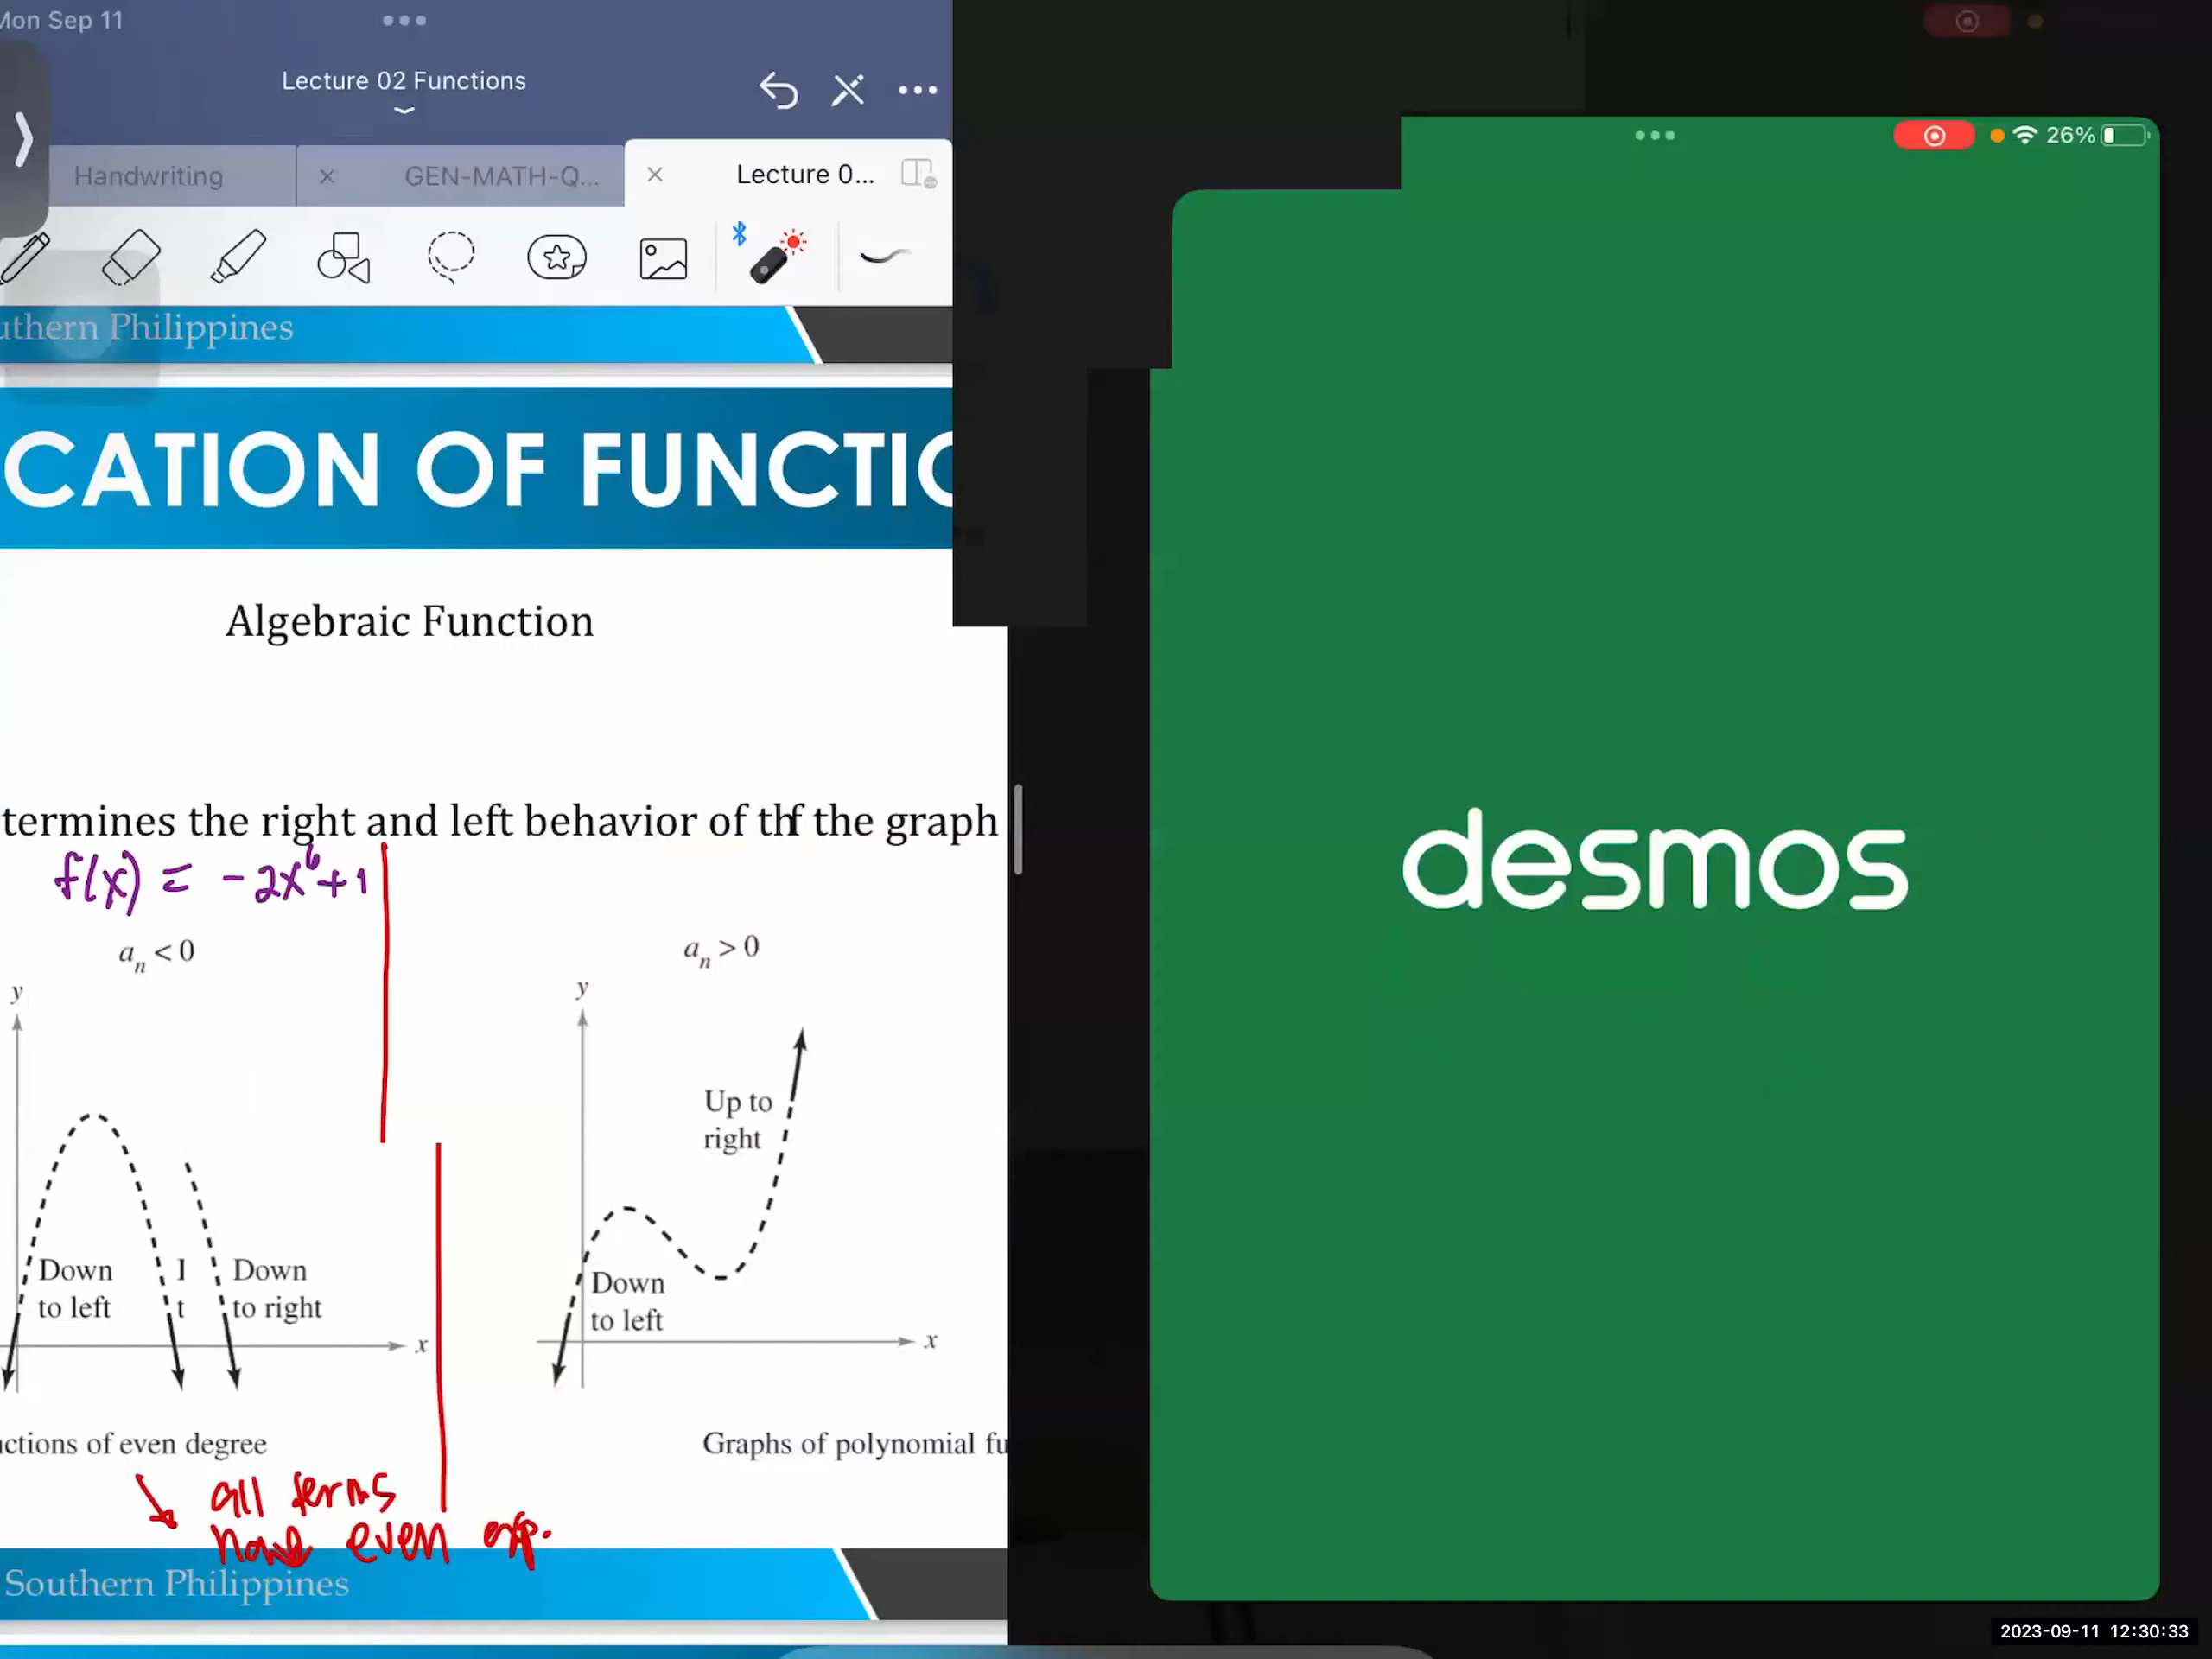 Mon Sep 11
Lecture 02 Functions
Handwriting
GEN-MATH-Q...
Lecture 0...
26%
uthern Philippines
CATION OF FUNCTIO
Algebraic Function
termines the right and left behavior of thf the graph
f(x) = -2x⁶+1
aₙ < 0
aₙ > 0
y
y
Up to
right
Down
to left
l
t
Down
to right
Down
to left
x
x
nctions of even degree
Graphs of polynomial fu
all terms
have even exp.
Southern Philippines
desmos
2023-09-11 12:30:33